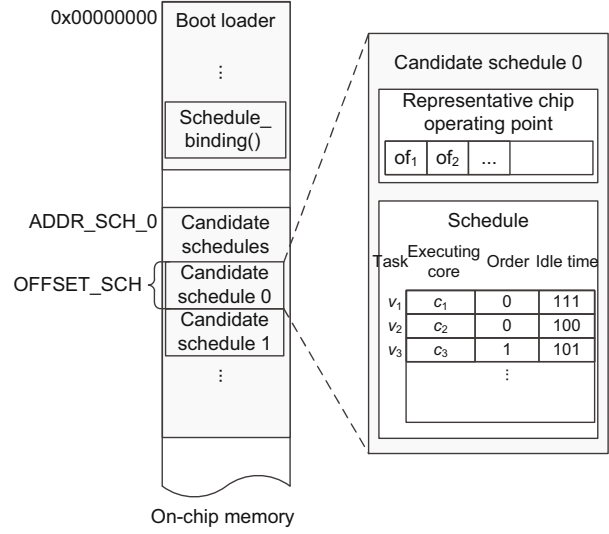 0x00000000
Boot loader
⋮
Schedule_
binding()
ADDR_SCH_0
Candidate
schedules
OFFSET_SCH
Candidate
schedule 0
Candidate
schedule 1
⋮
On-chip memory
Candidate schedule 0
Representative chip
operating point
of₁ of₂ ...
Schedule
Task Executing core Order Idle time
v₁ c₁ 0 111
v₂ c₂ 0 100
v₃ c₃ 1 101
⋮